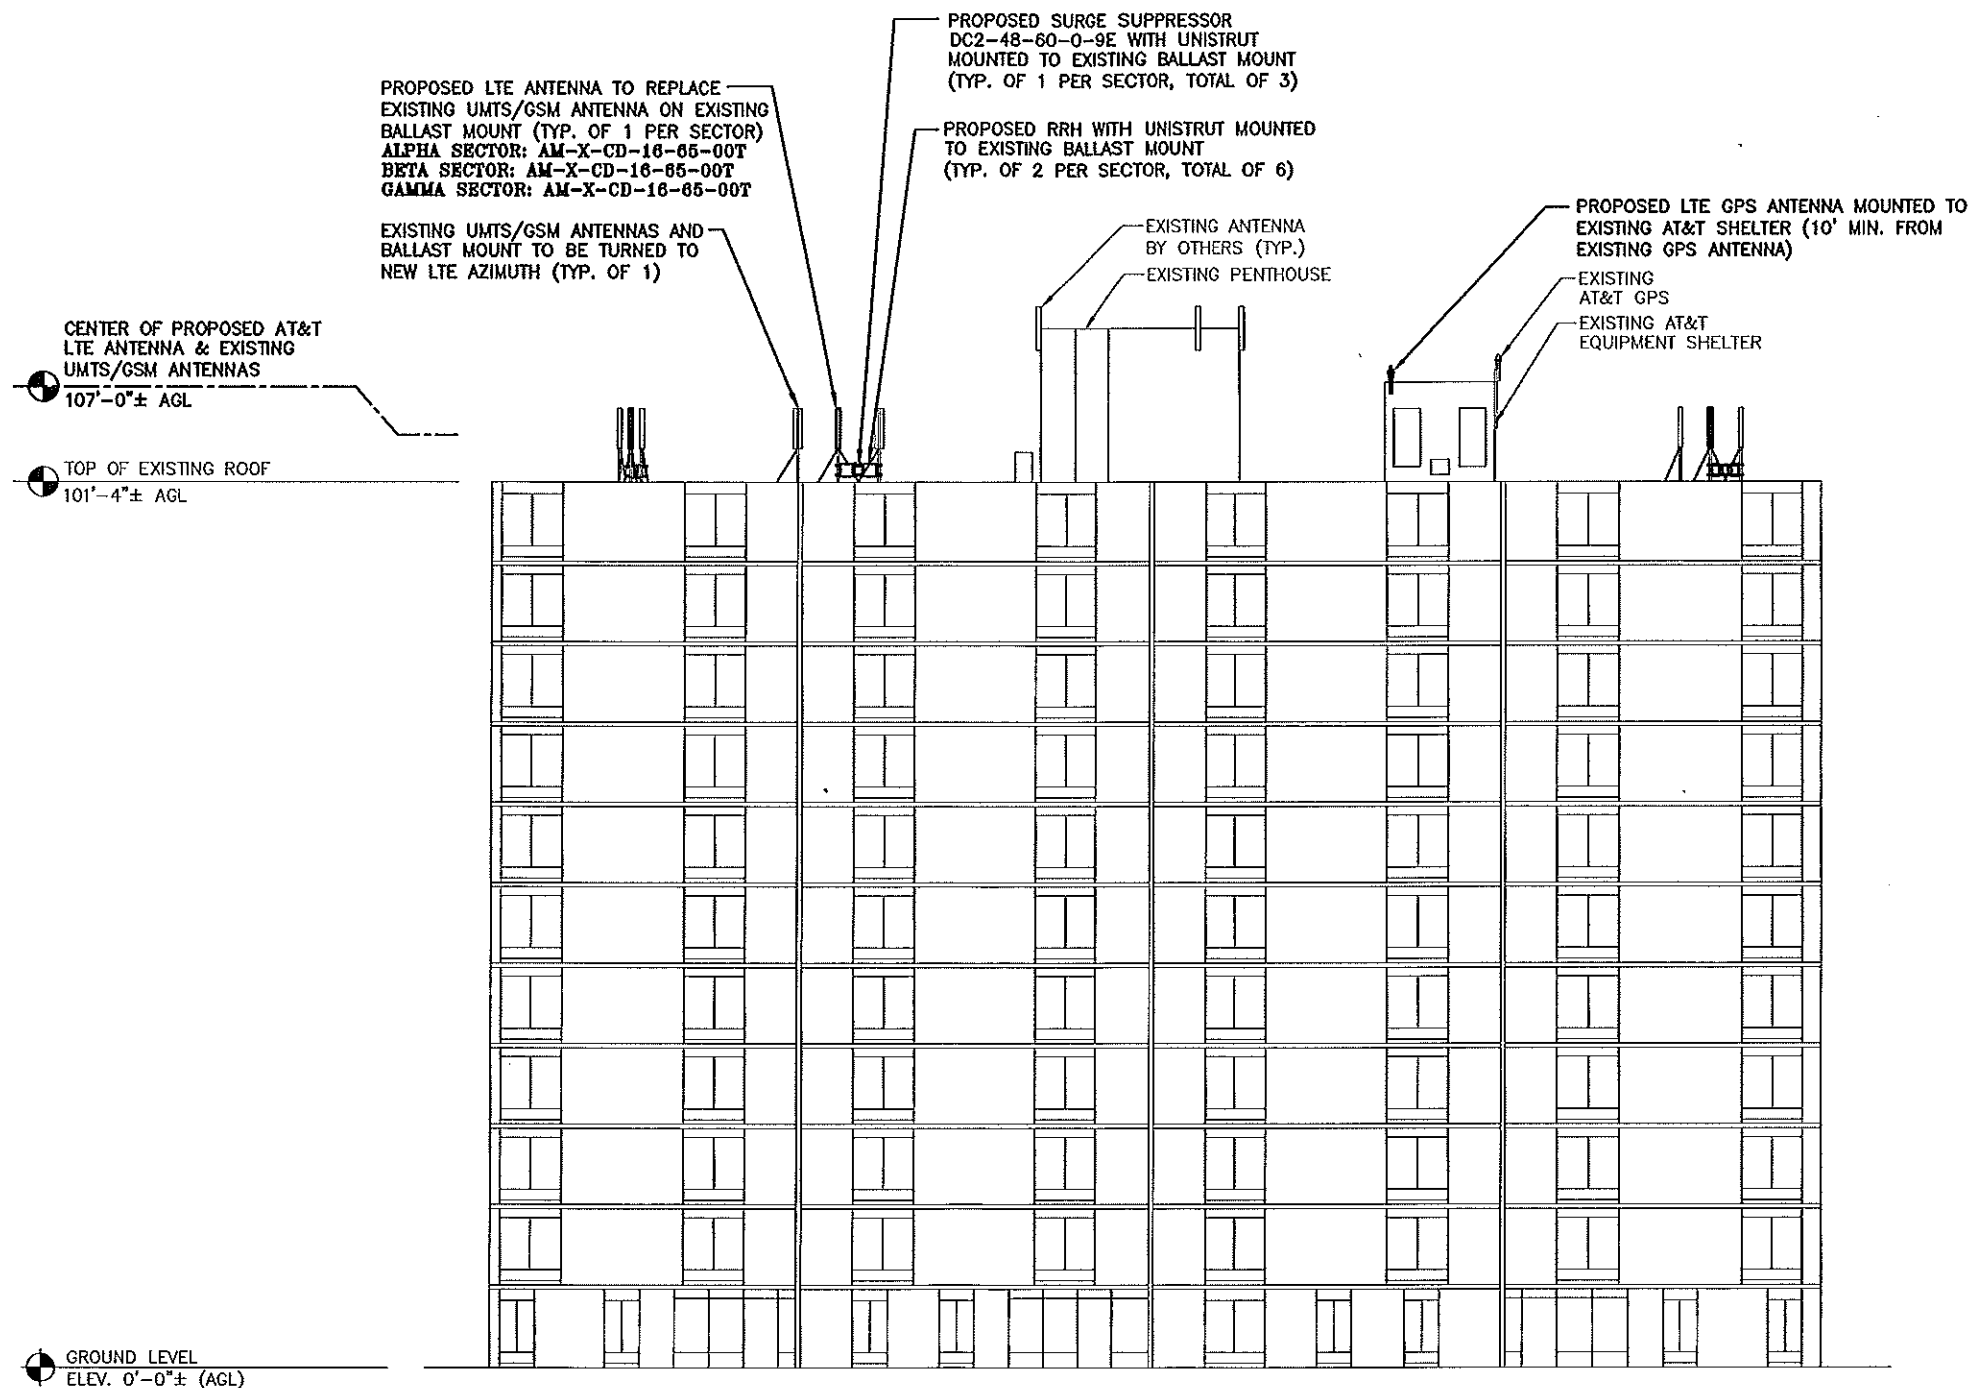 PROPOSED SURGE SUPPRESSOR
DC2-48-60-0-9E WITH UNISTRUT
MOUNTED TO EXISTING BALLAST MOUNT
(TYP. OF 1 PER SECTOR, TOTAL OF 3)
PROPOSED LTE ANTENNA TO REPLACE
EXISTING UMTS/GSM ANTENNA ON EXISTING
BALLAST MOUNT (TYP. OF 1 PER SECTOR)
ALPHA SECTOR: AM-X-CD-16-65-00T
BETA SECTOR: AM-X-CD-16-65-00T
GAMMA SECTOR: AM-X-CD-16-65-00T
PROPOSED RRH WITH UNISTRUT MOUNTED
TO EXISTING BALLAST MOUNT
(TYP. OF 2 PER SECTOR, TOTAL OF 6)
EXISTING UMTS/GSM ANTENNAS AND
BALLAST MOUNT TO BE TURNED TO
NEW LTE AZIMUTH (TYP. OF 1)
EXISTING ANTENNA
BY OTHERS (TYP.)
EXISTING PENTHOUSE
PROPOSED LTE GPS ANTENNA MOUNTED TO
EXISTING AT&T SHELTER (10' MIN. FROM
EXISTING GPS ANTENNA)
EXISTING
AT&T GPS
EXISTING AT&T
EQUIPMENT SHELTER
CENTER OF PROPOSED AT&T
LTE ANTENNA & EXISTING
UMTS/GSM ANTENNAS
107'-0"± AGL
TOP OF EXISTING ROOF
101'-4"± AGL
GROUND LEVEL
ELEV. 0'-0"± (AGL)